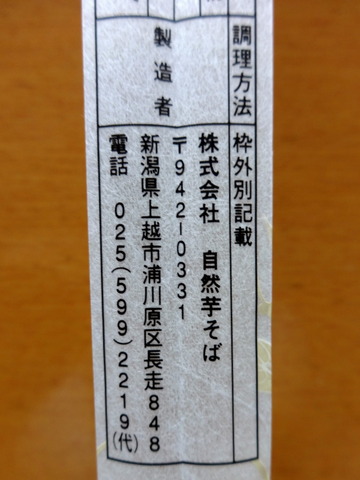 調理方法 枠外別記載
製造者
株式会社 自然芋そば
〒942-0331
新潟県上越市浦川原区長走848
電話 025(599)2219(代)